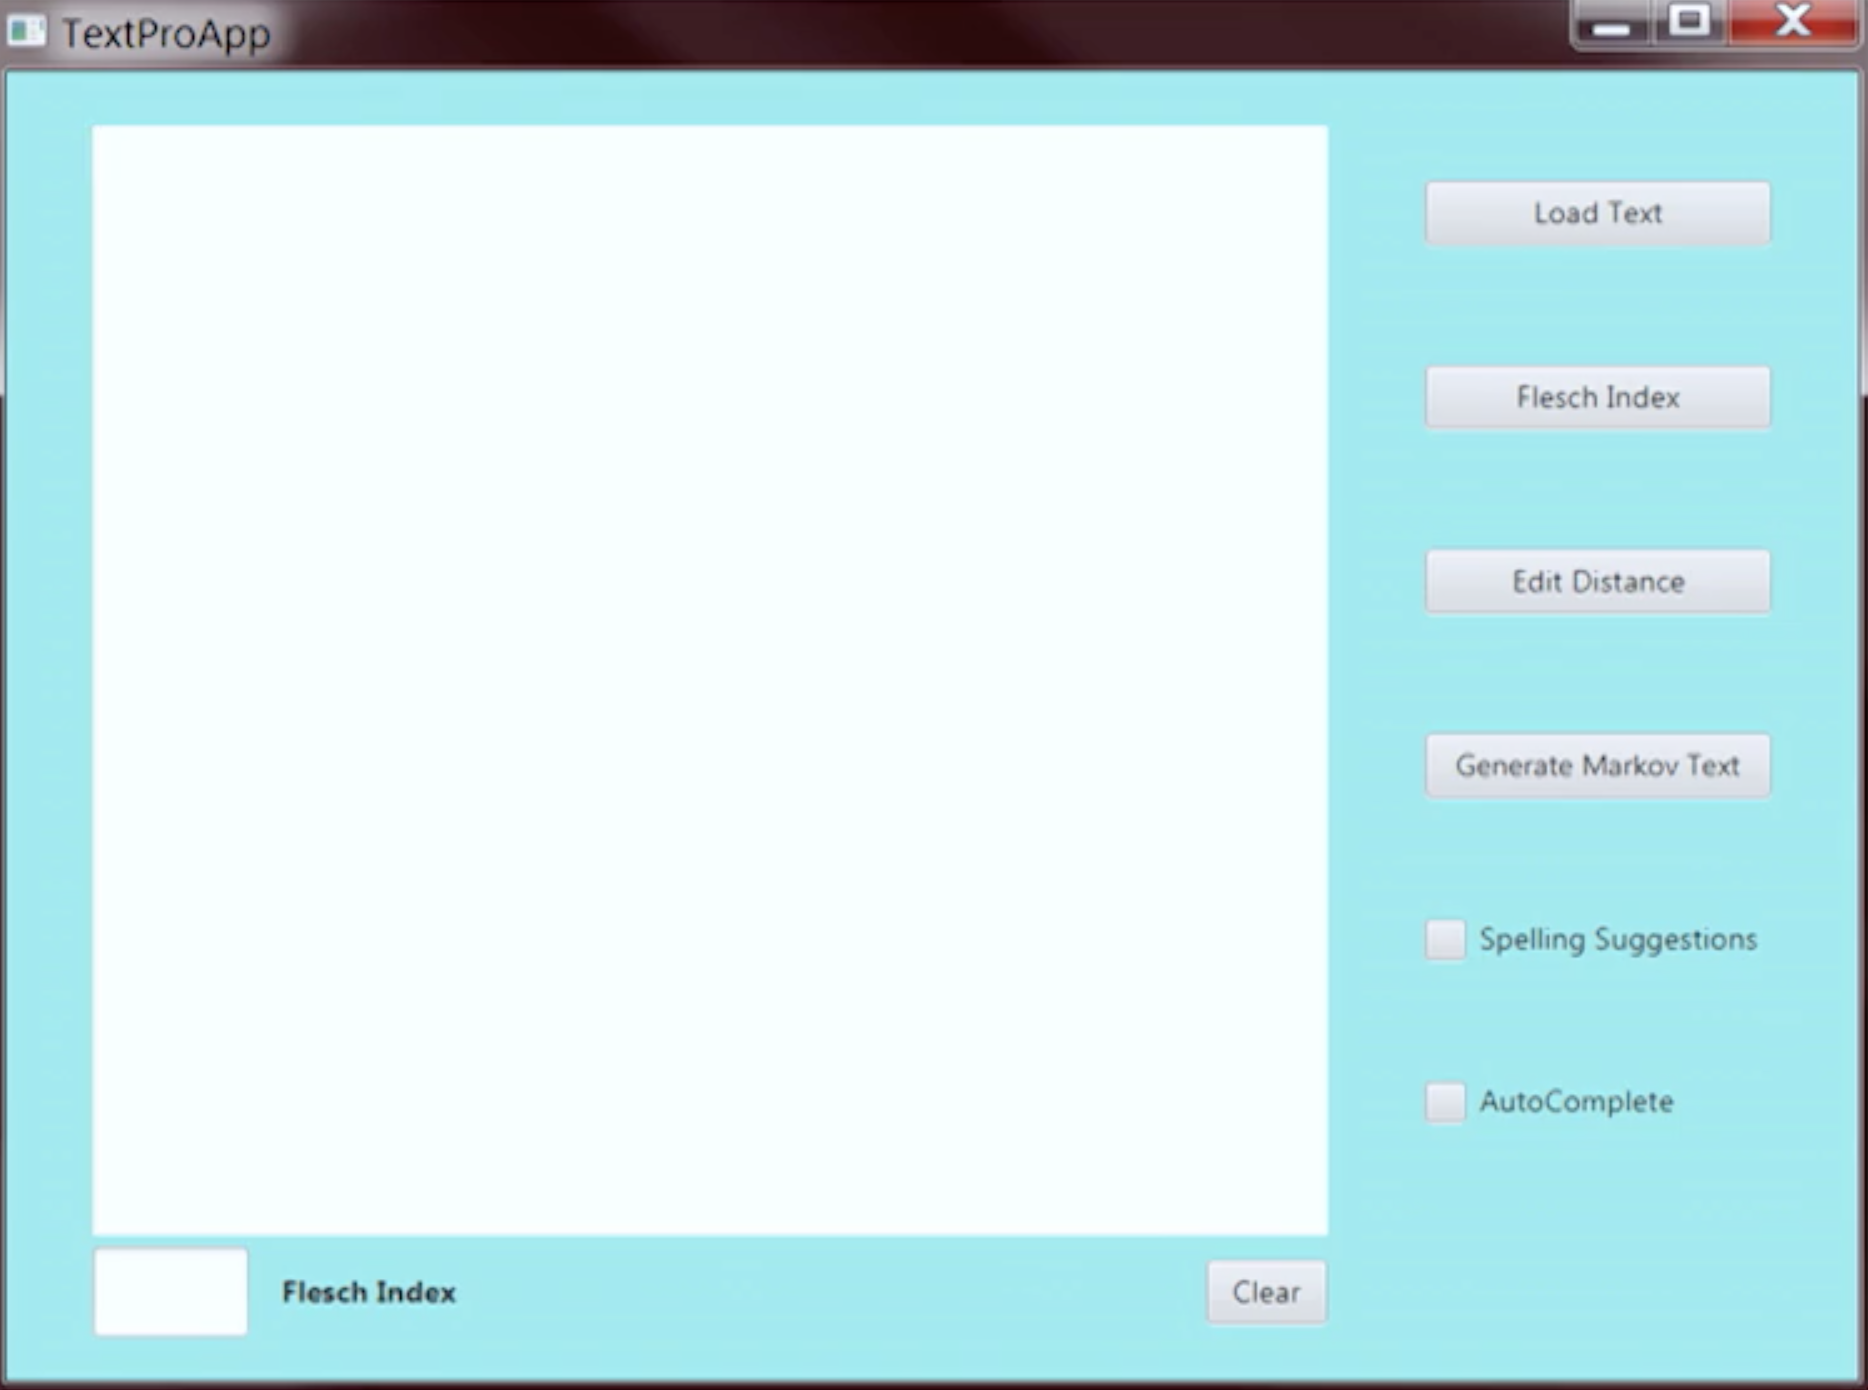 TextProApp
Load Text
Flesch Index
Edit Distance
Generate Markov Text
Spelling Suggestions
AutoComplete
Flesch Index
Clear